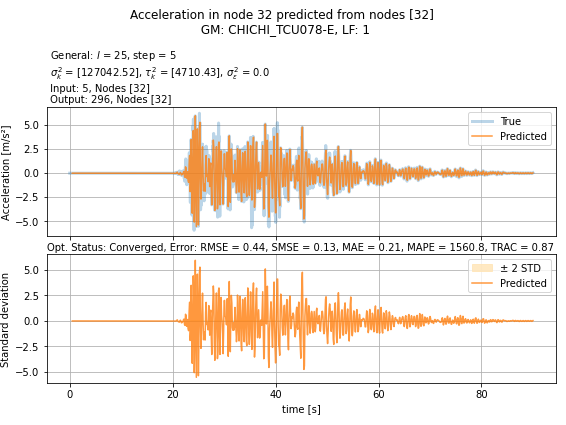 Acceleration in node 32 predicted from nodes [32]
GM: CHICHI_TCU078-E, LF: 1
General: l = 25, step = 5
σ²ₖ = [127042.52], τ²ₖ = [4710.43], σ²ₑ = 0.0
Input: 5, Nodes [32]
Output: 296, Nodes [32]
Acceleration [m/s²]
5.0
2.5
0.0
−2.5
−5.0
True
Predicted
Opt. Status: Converged, Error: RMSE = 0.44, SMSE = 0.13, MAE = 0.21, MAPE = 1560.8, TRAC = 0.87
Standard deviation
5.0
2.5
0.0
−2.5
−5.0
± 2 STD
Predicted
0 20 40 60 80
time [s]